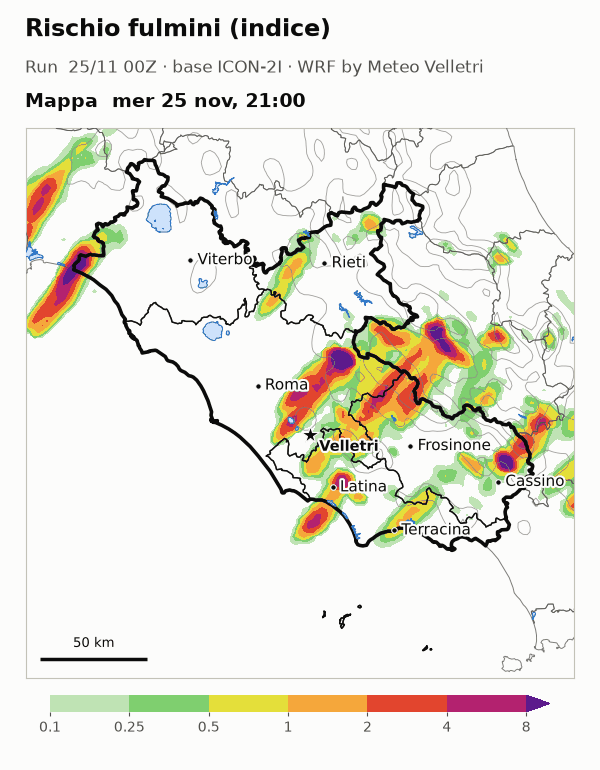 Rischio fulmini (indice)
Run  25/11 00Z · base ICON-2I · WRF by Meteo Velletri
Mappa  mer 25 nov, 21:00
Viterbo
Rieti
Roma
Velletri
Frosinone
Latina
Cassino
Terracina
50 km
0.1 0.25 0.5 1 2 4 8